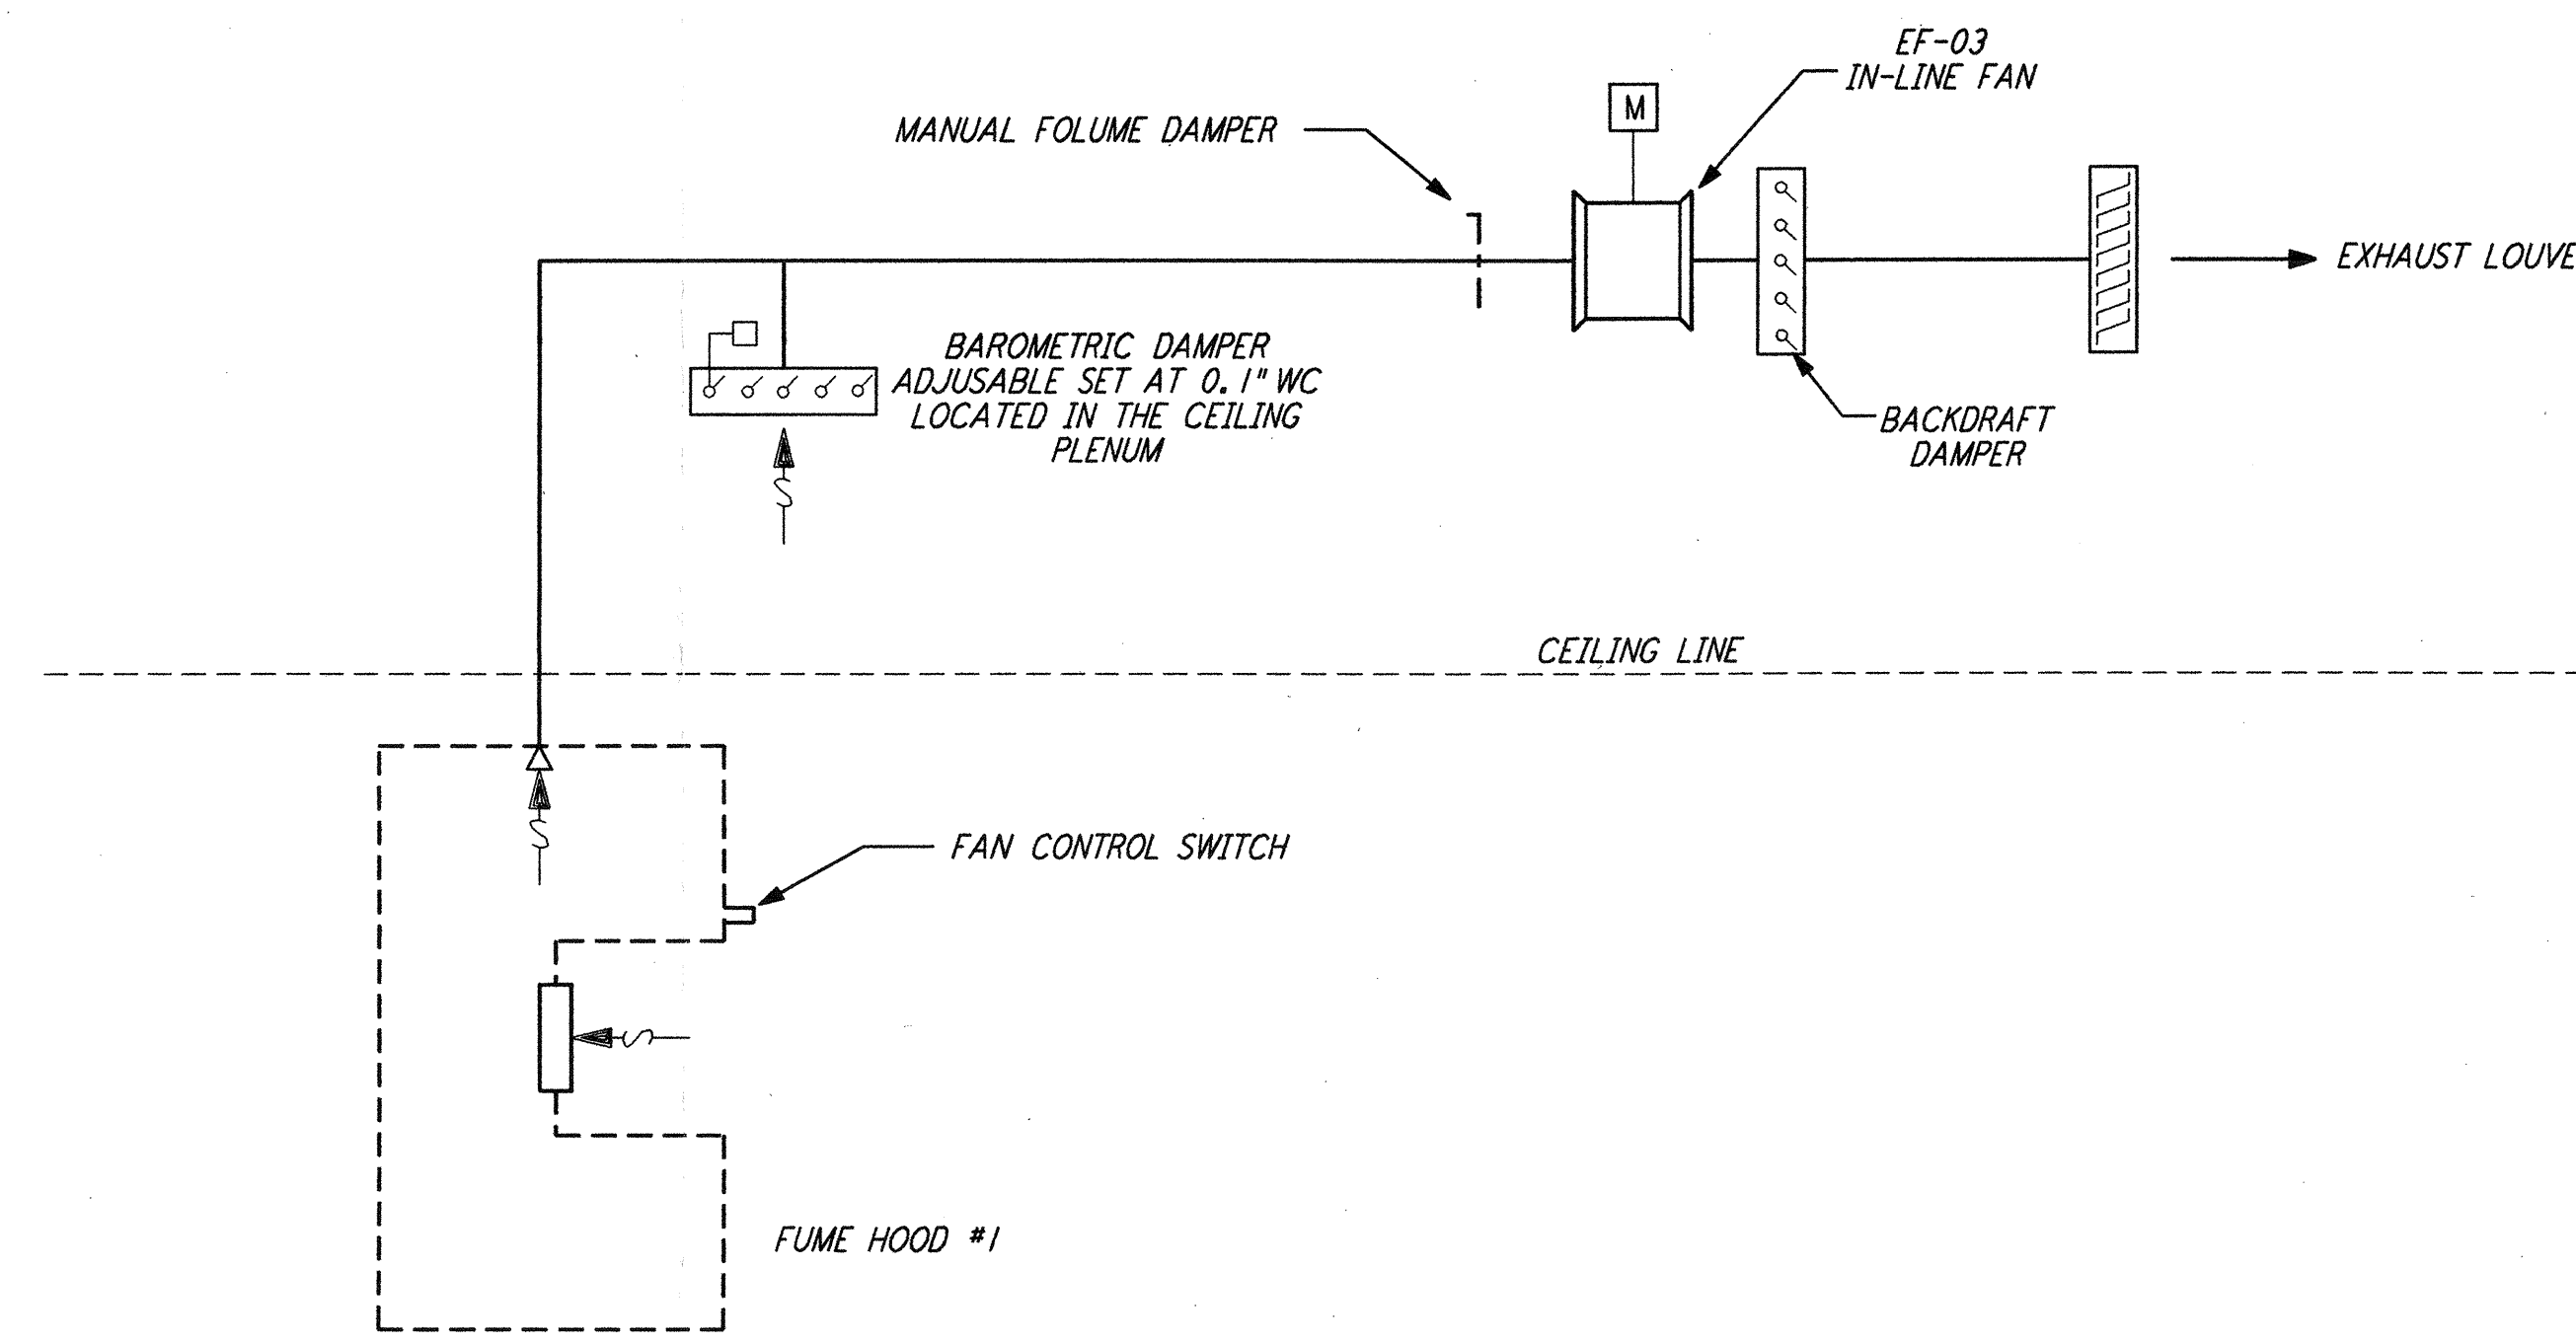 EF-03
IN-LINE FAN
M
MANUAL FOLUME DAMPER
EXHAUST LOUVE
BAROMETRIC DAMPER
ADJUSABLE SET AT 0.1" WC
LOCATED IN THE CEILING
PLENUM
BACKDRAFT
DAMPER
CEILING LINE
FAN CONTROL SWITCH
FUME HOOD #1